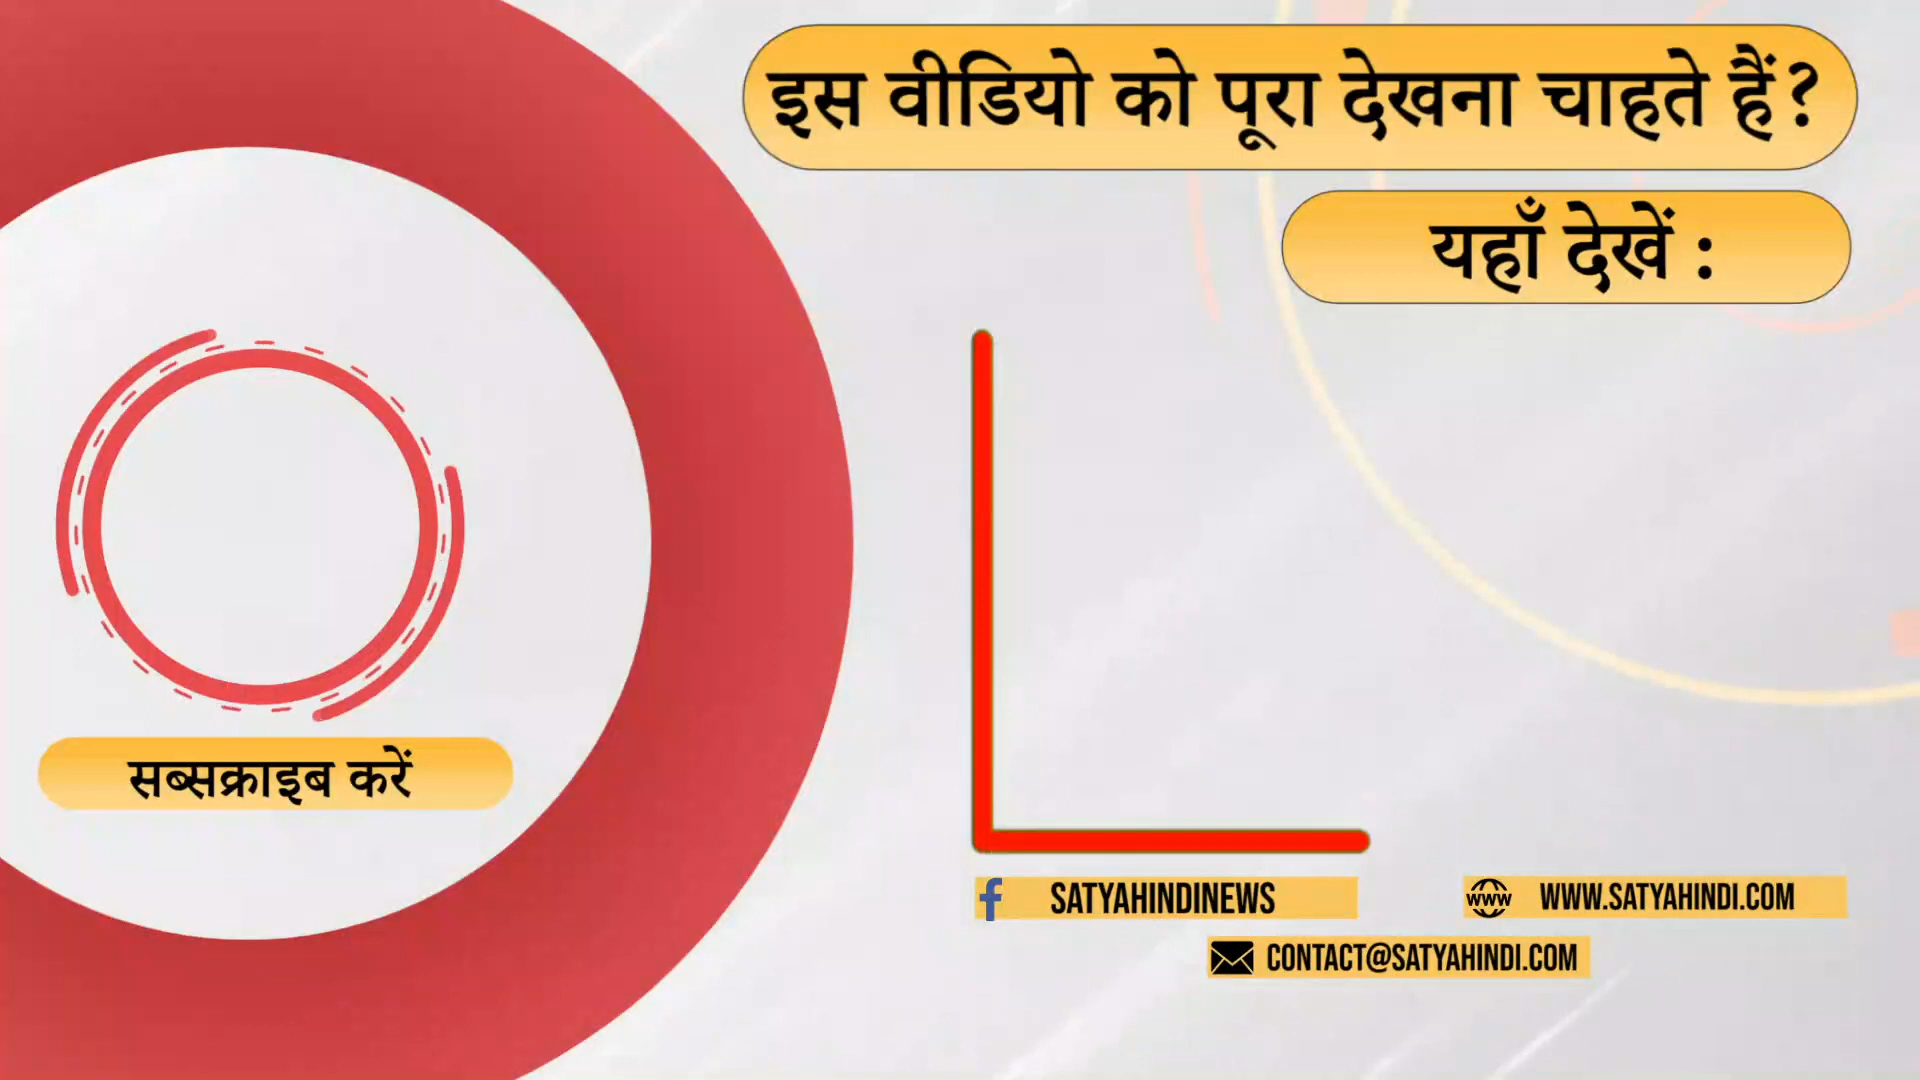 इस वीडियो को पूरा देखना चाहते हैं?
यहाँ देखें :
सब्सक्राइब करें
SATYAHINDINEWS
WWW.SATYAHINDI.COM
CONTACT@SATYAHINDI.COM